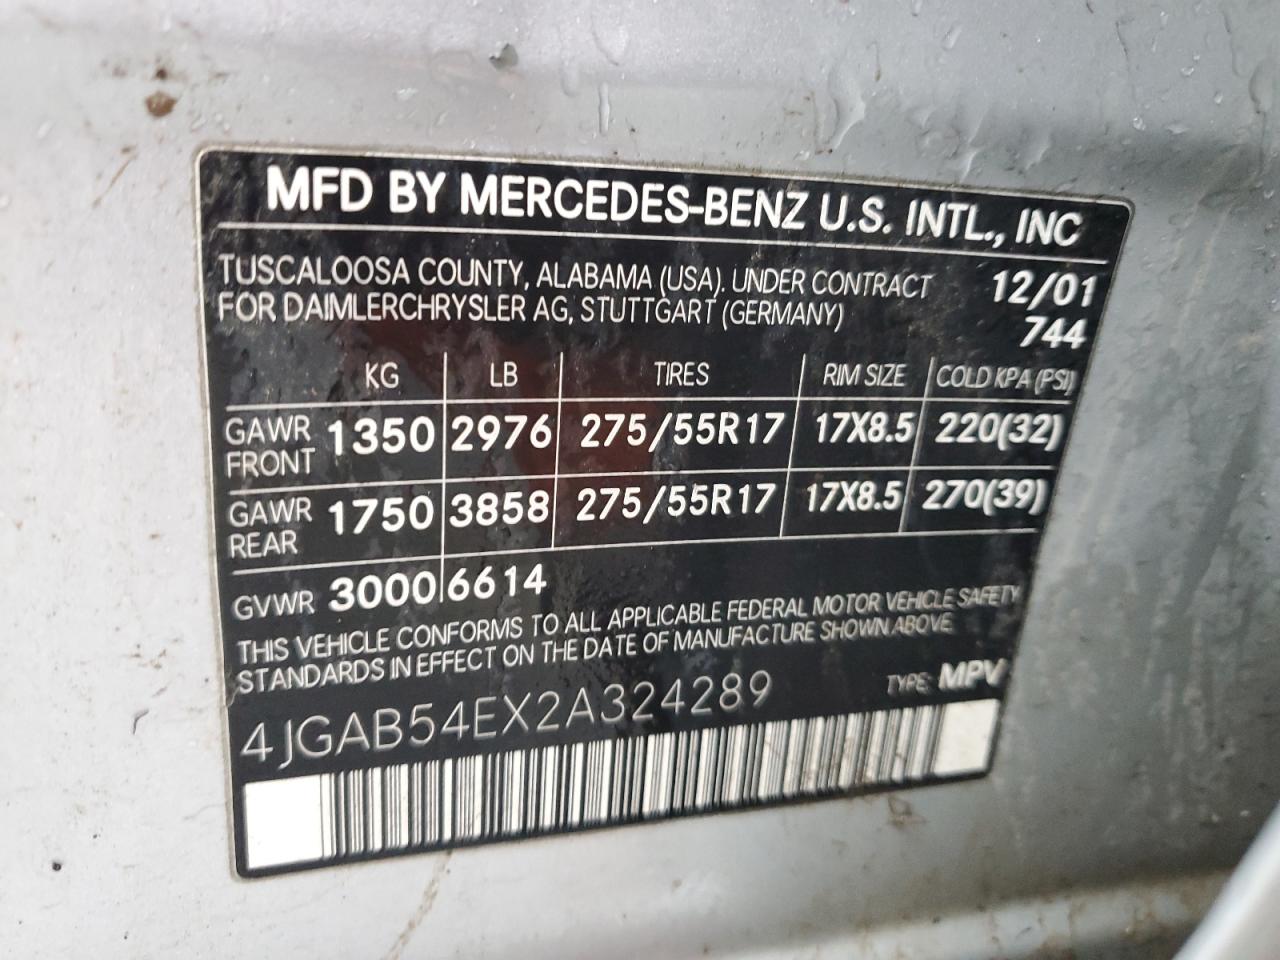 MFD BY MERCEDES-BENZ U.S. INTL., INC
TUSCALOOSA COUNTY, ALABAMA (USA). UNDER CONTRACT 12/01
FOR DAIMLERCHRYSLER AG, STUTTGART (GERMANY) 744
KG LB TIRES RIM SIZE COLD KPA (PSI)
GAWR FRONT 1350 2976 275/55R17 17X8.5 220(32)
GAWR REAR 1750 3858 275/55R17 17X8.5 270(39)
GVWR 3000 6614
THIS VEHICLE CONFORMS TO ALL APPLICABLE FEDERAL MOTOR VEHICLE SAFETY
STANDARDS IN EFFECT ON THE DATE OF MANUFACTURE SHOWN ABOVE
4JGAB54EX2A324289 TYPE: MPV